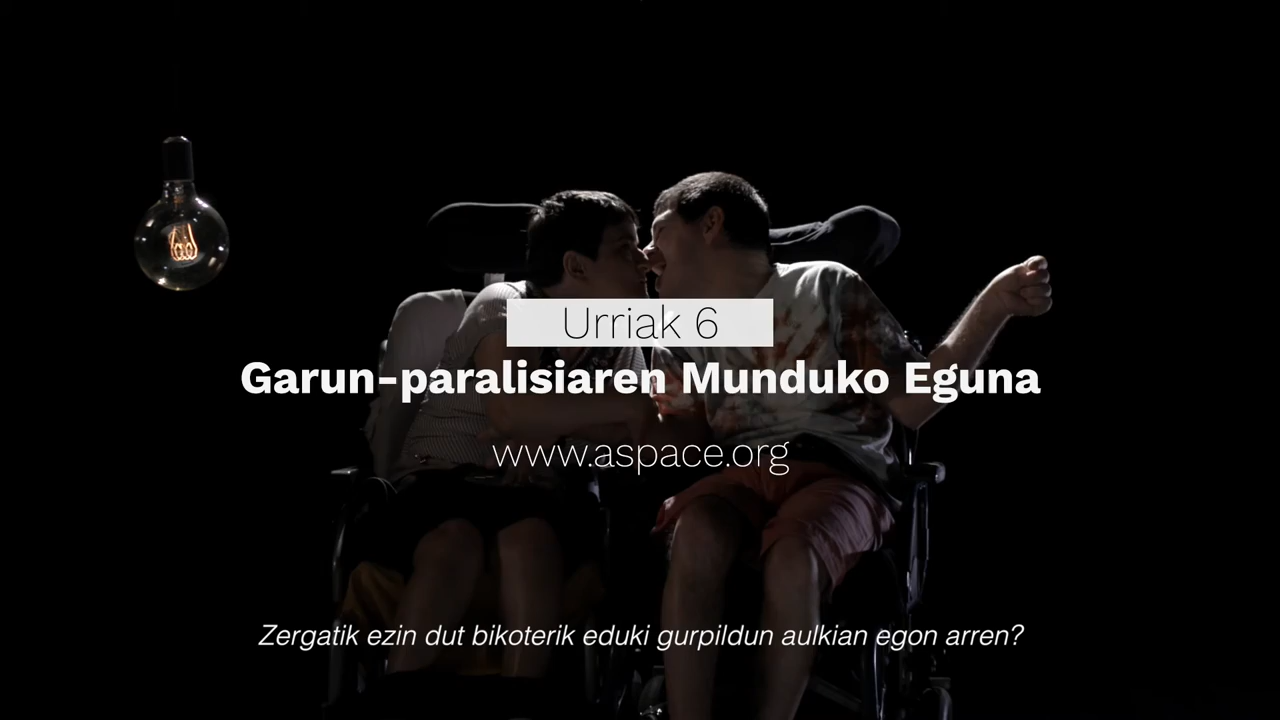 Urriak 6
Garun-paralisiaren Munduko Eguna
www.aspace.org
Zergatik ezin dut bikoterik eduki gurpildun aulkian egon arren?